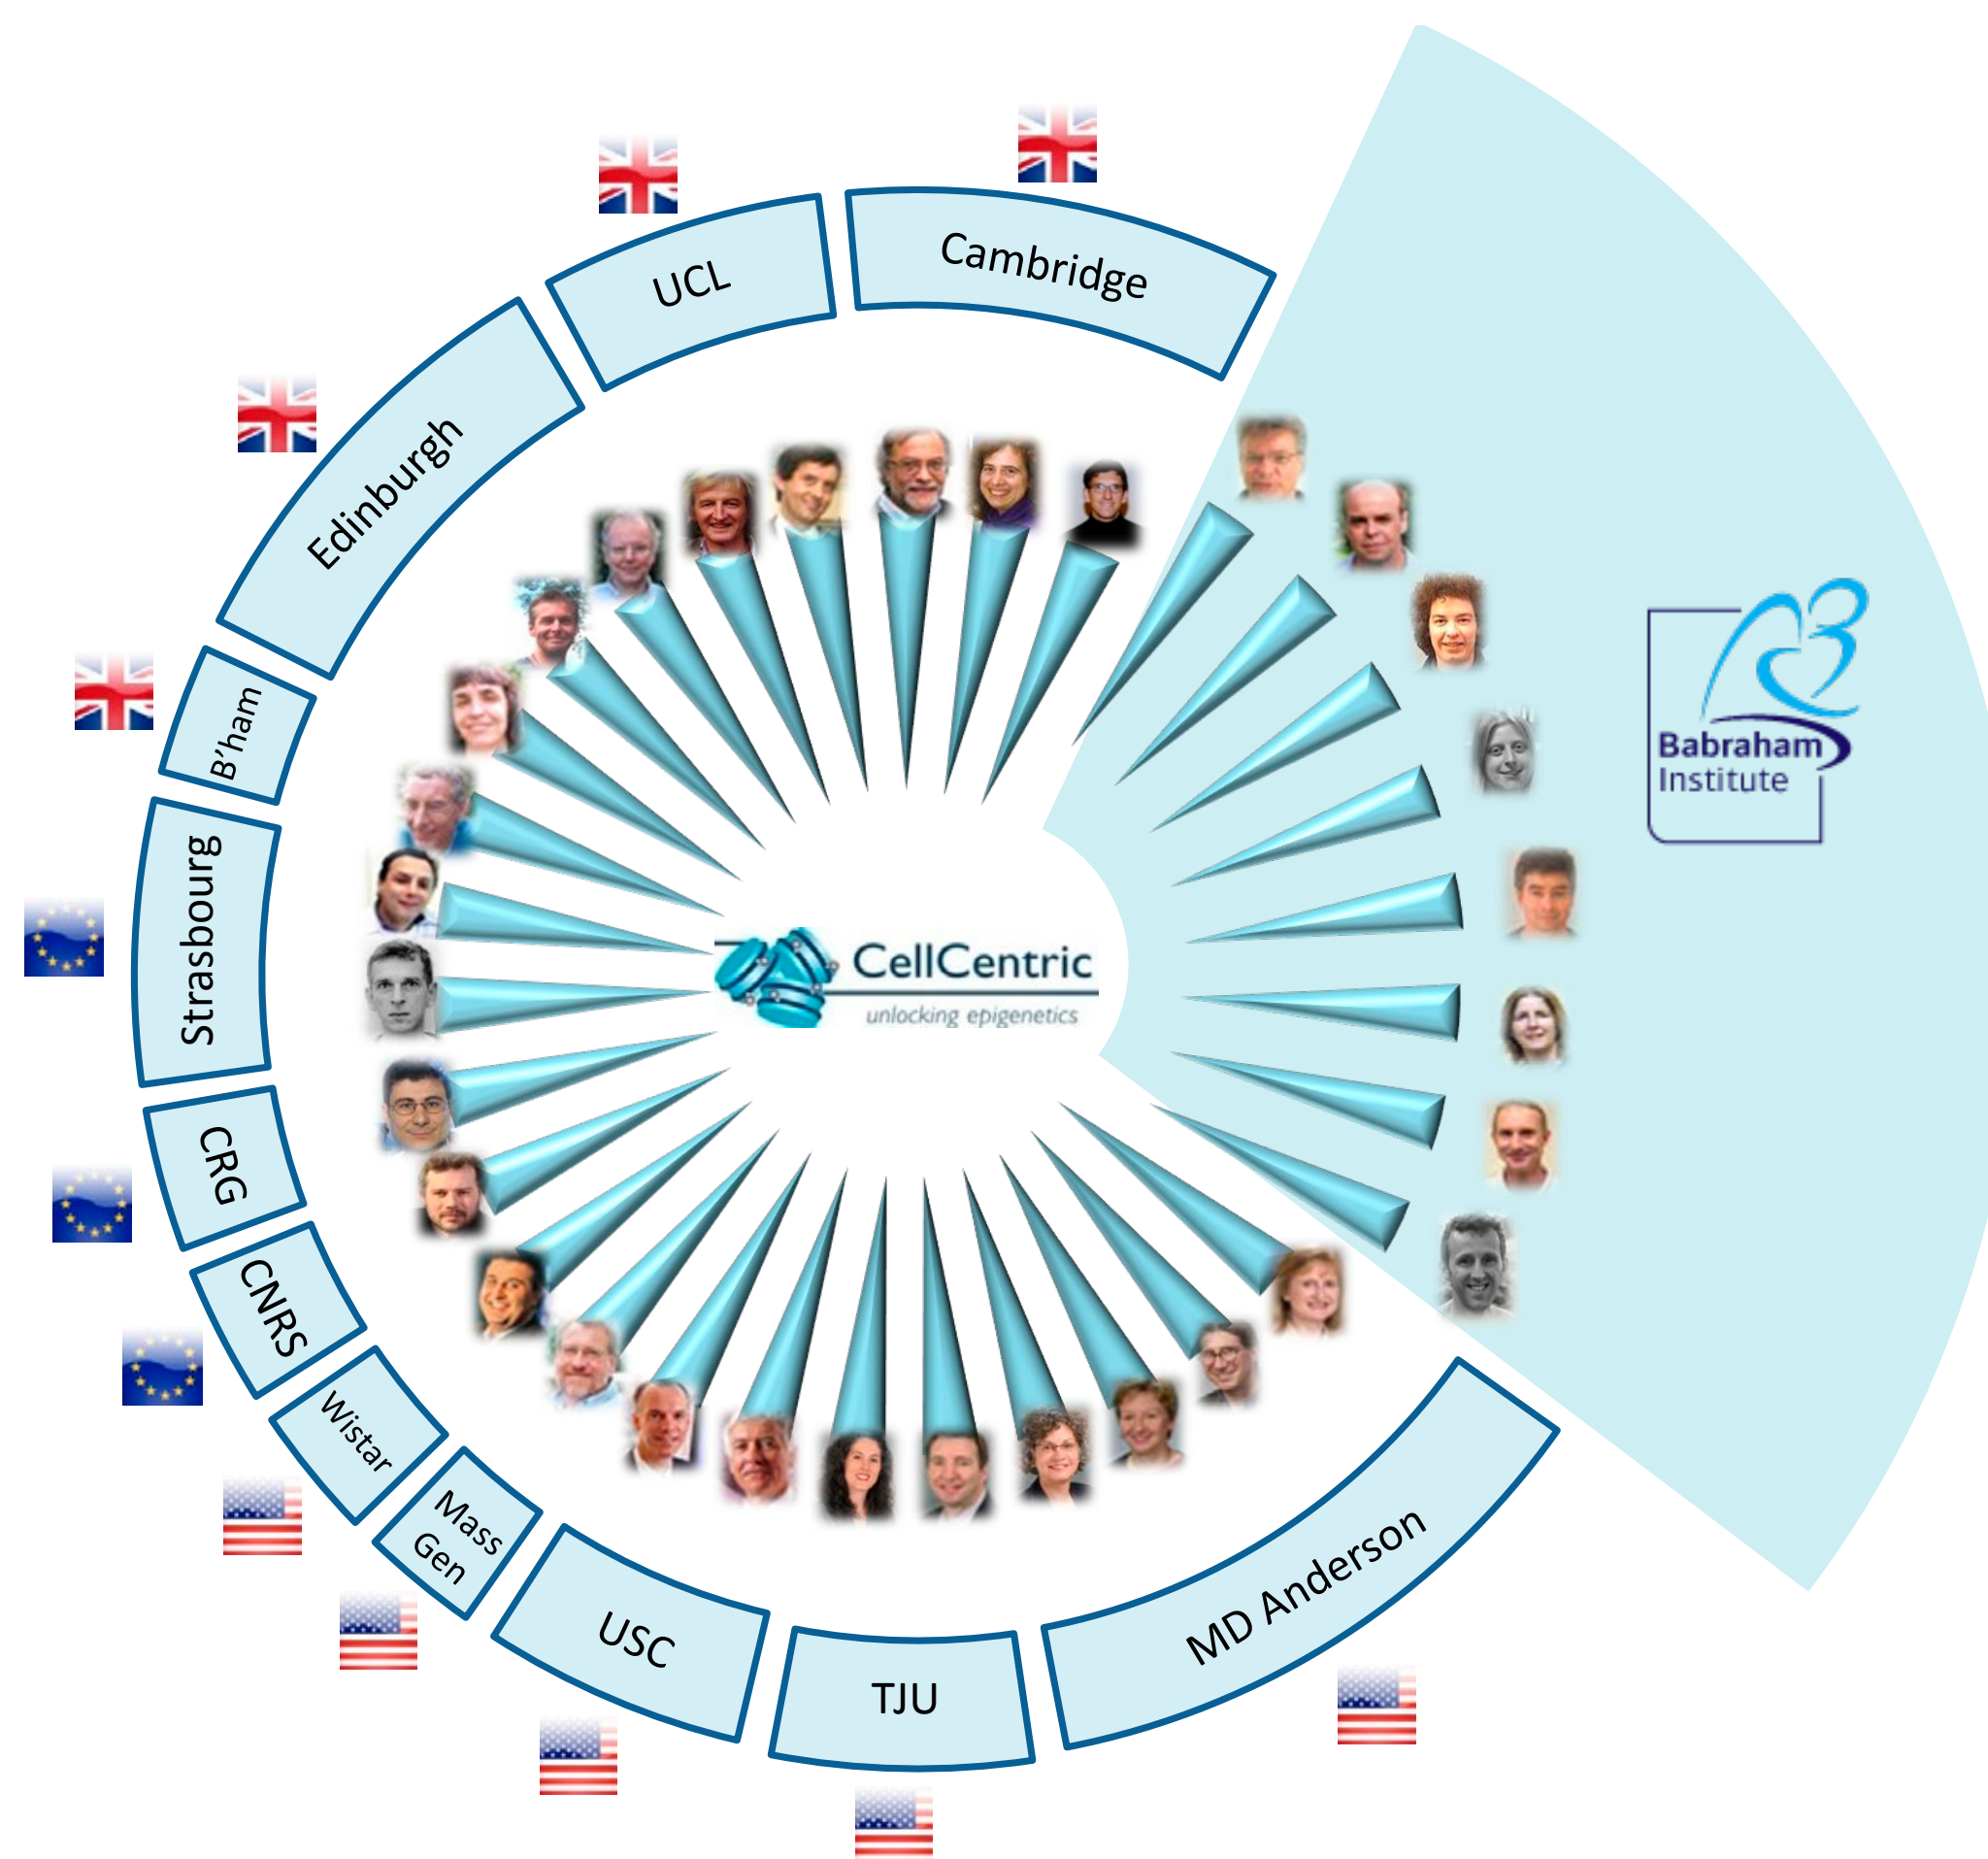 Cambridge
UCL
Edinburgh
B'ham
Strasbourg
CRG
CNRS
Wistar
Mass
Gen
USC
TJU
MD Anderson
Babraham
Institute
CellCentric
unlocking epigenetics